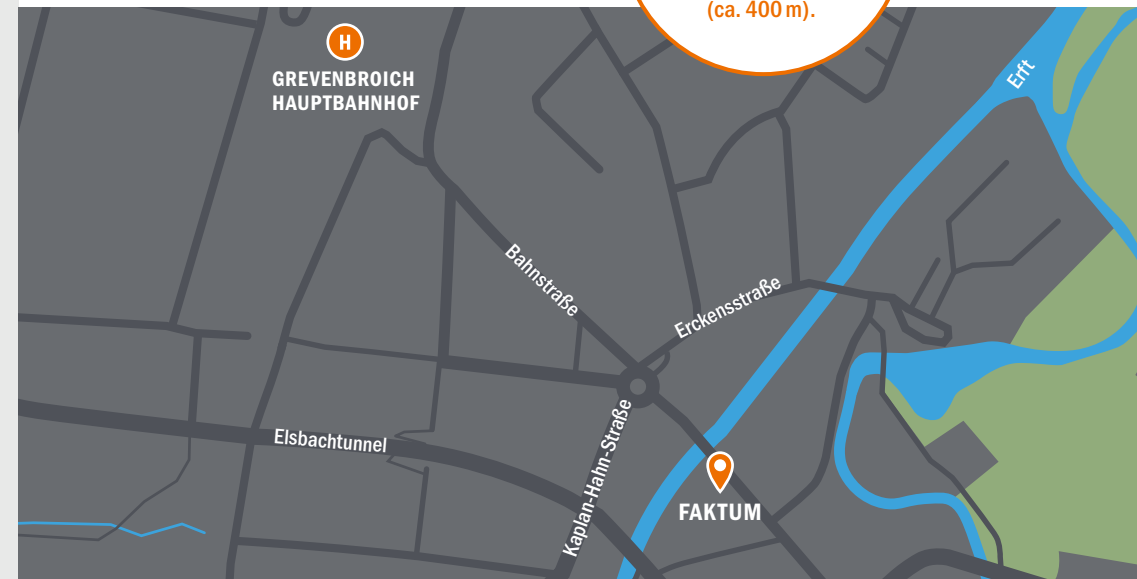 (ca. 400 m).
H
GREVENBROICH
HAUPTBAHNHOF
Erft
Bahnstraße
Erckensstraße
Elsbachtunnel
Kaplan-Hahn-Straße
FAKTUM